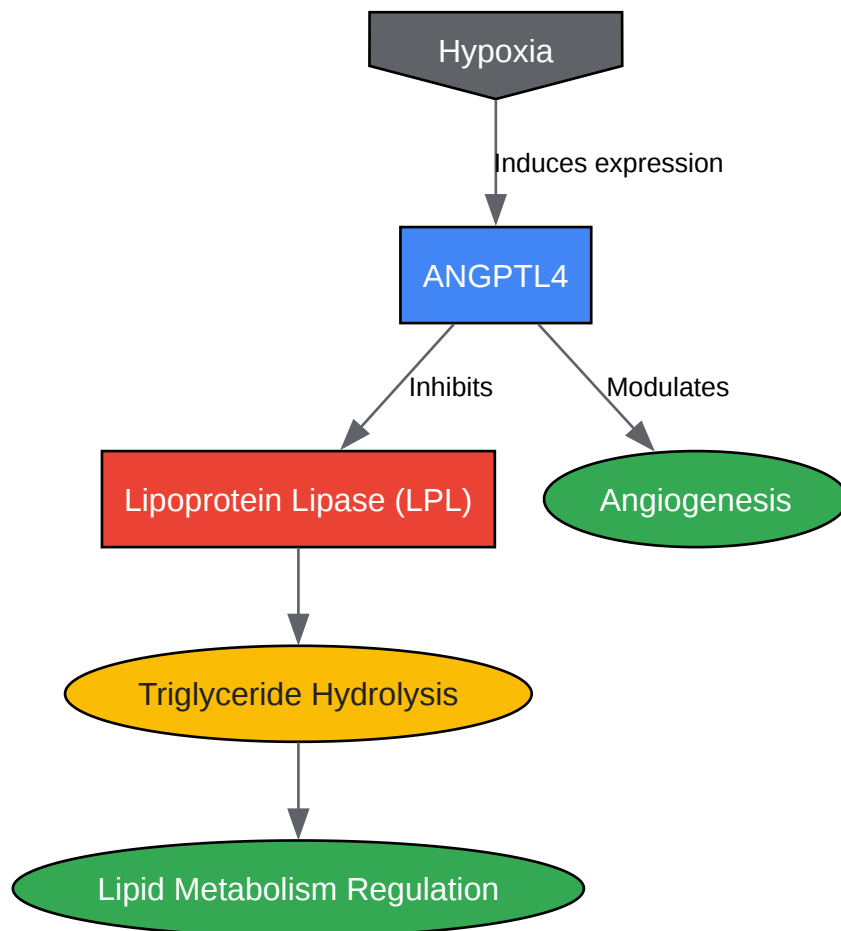 Hypoxia
Induces expression
ANGPTL4
Inhibits
Modulates
Lipoprotein Lipase (LPL)
Angiogenesis
Triglyceride Hydrolysis
Lipid Metabolism Regulation